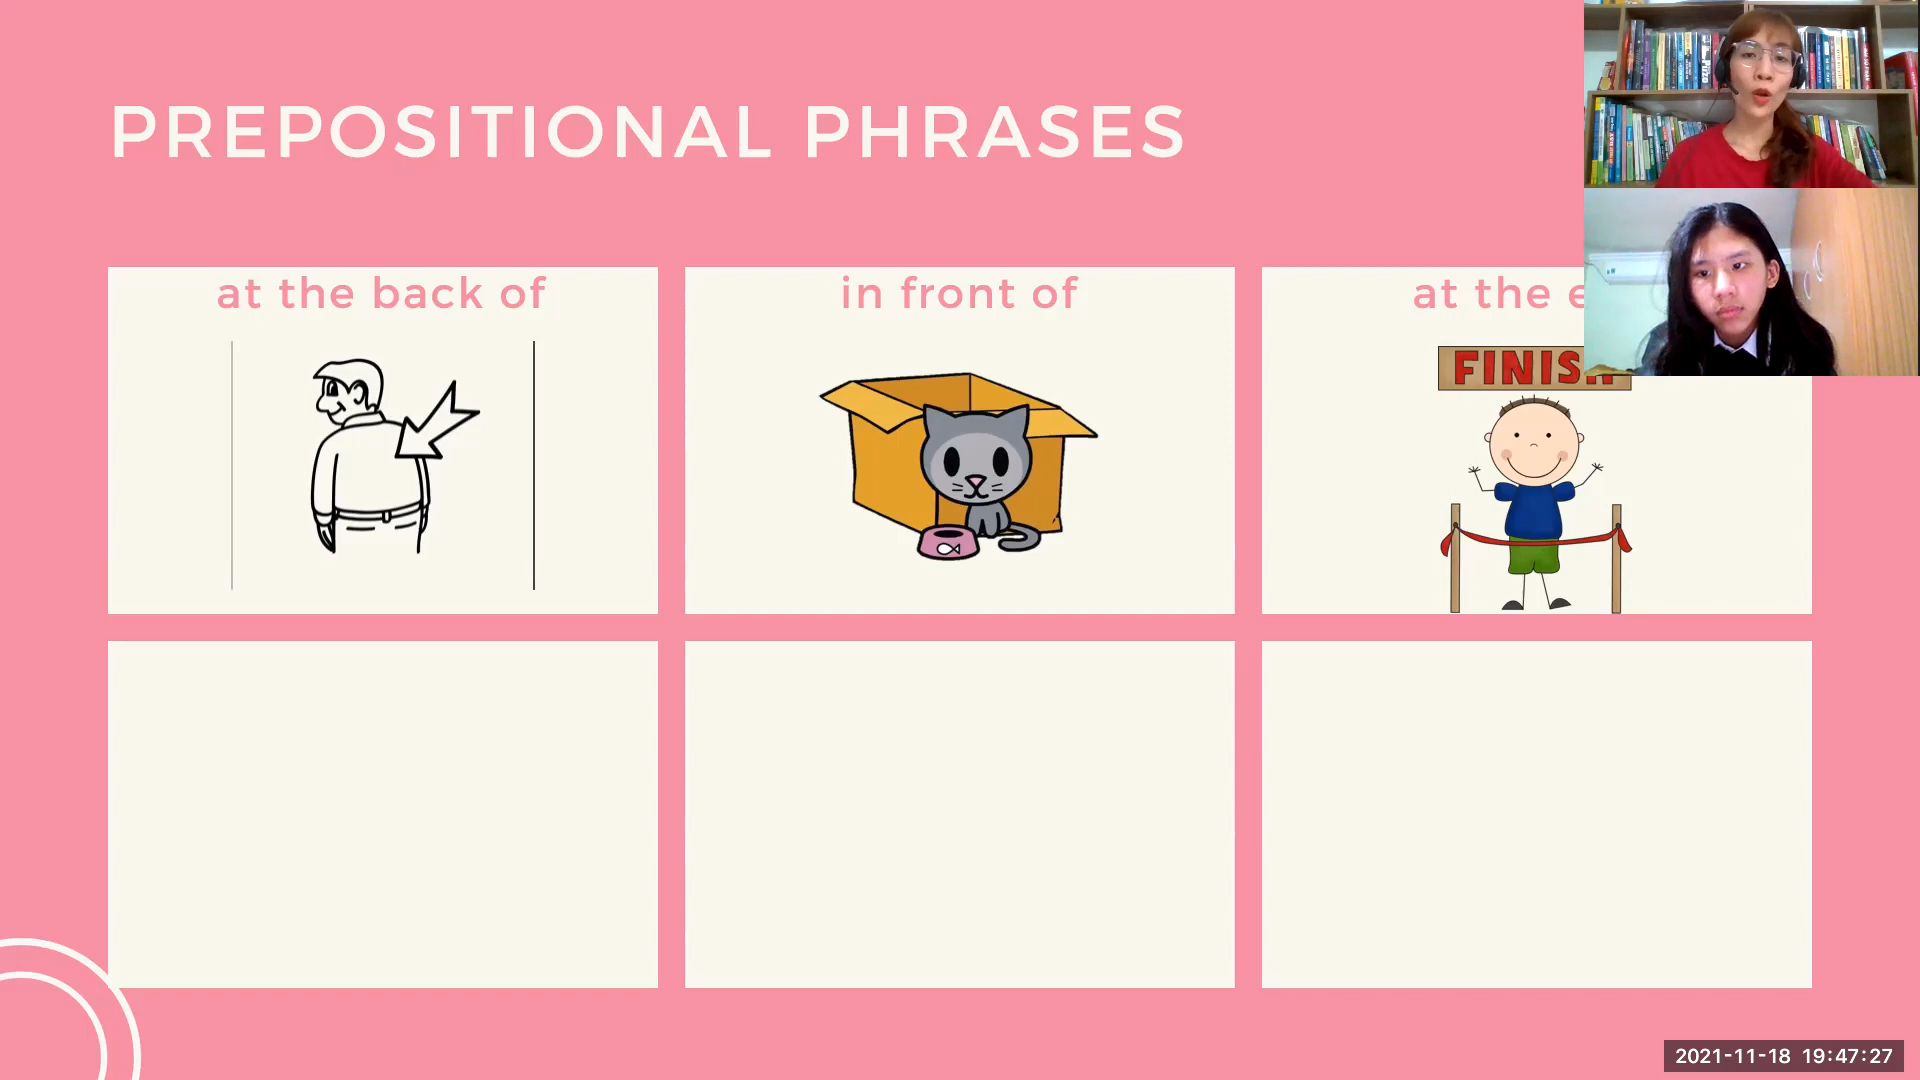 PREPOSITIONAL PHRASES
at the back of
in front of
at the
FINISH
2021-11-18 19:47:27